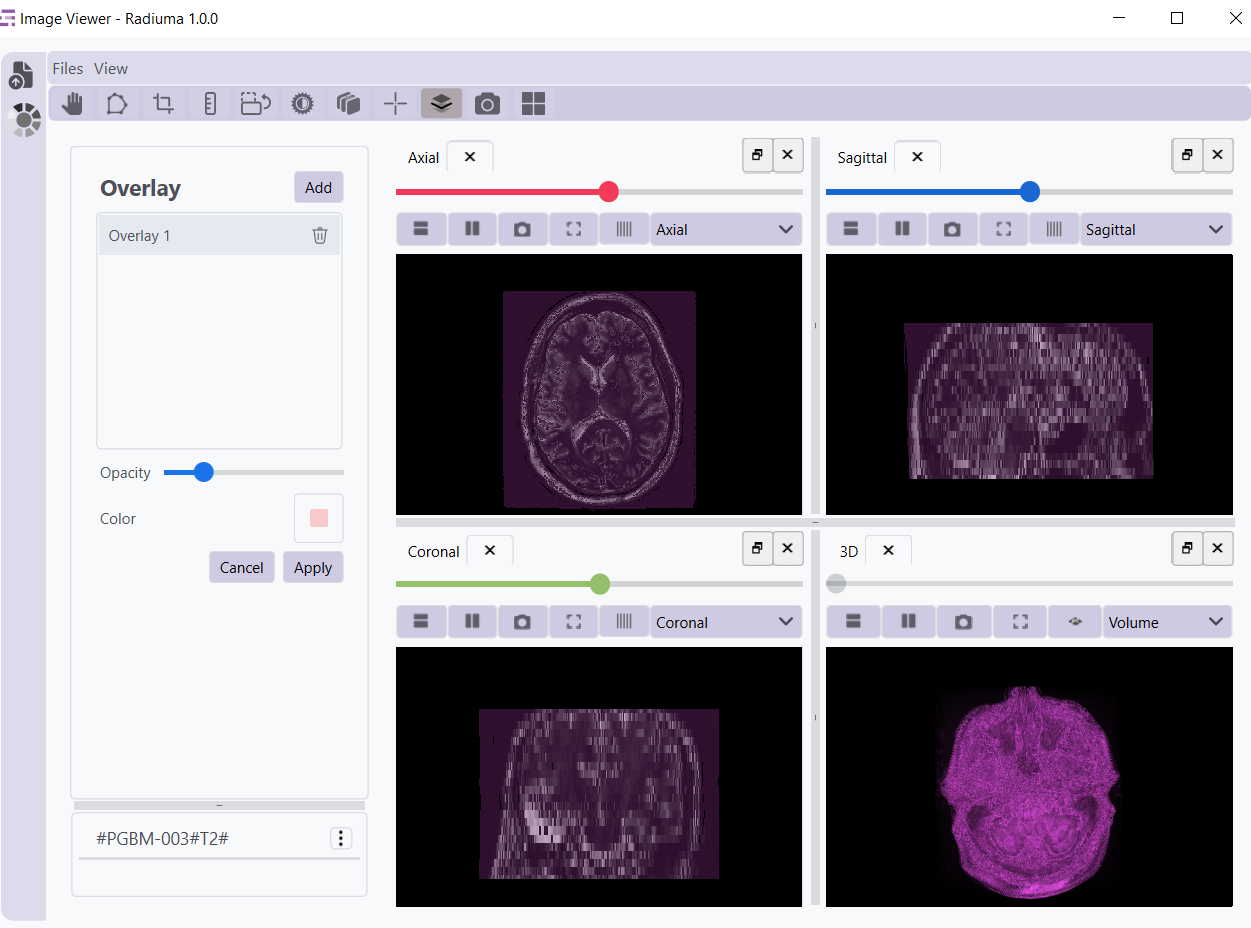 Image Viewer - Radiuma 1.0.0
Files View
Overlay
Add
Overlay 1
Opacity
Color
Cancel
Apply
#PGBM-003#T2#
Axial
Axial
Sagittal
Sagittal
Coronal
Coronal
3D
Volume